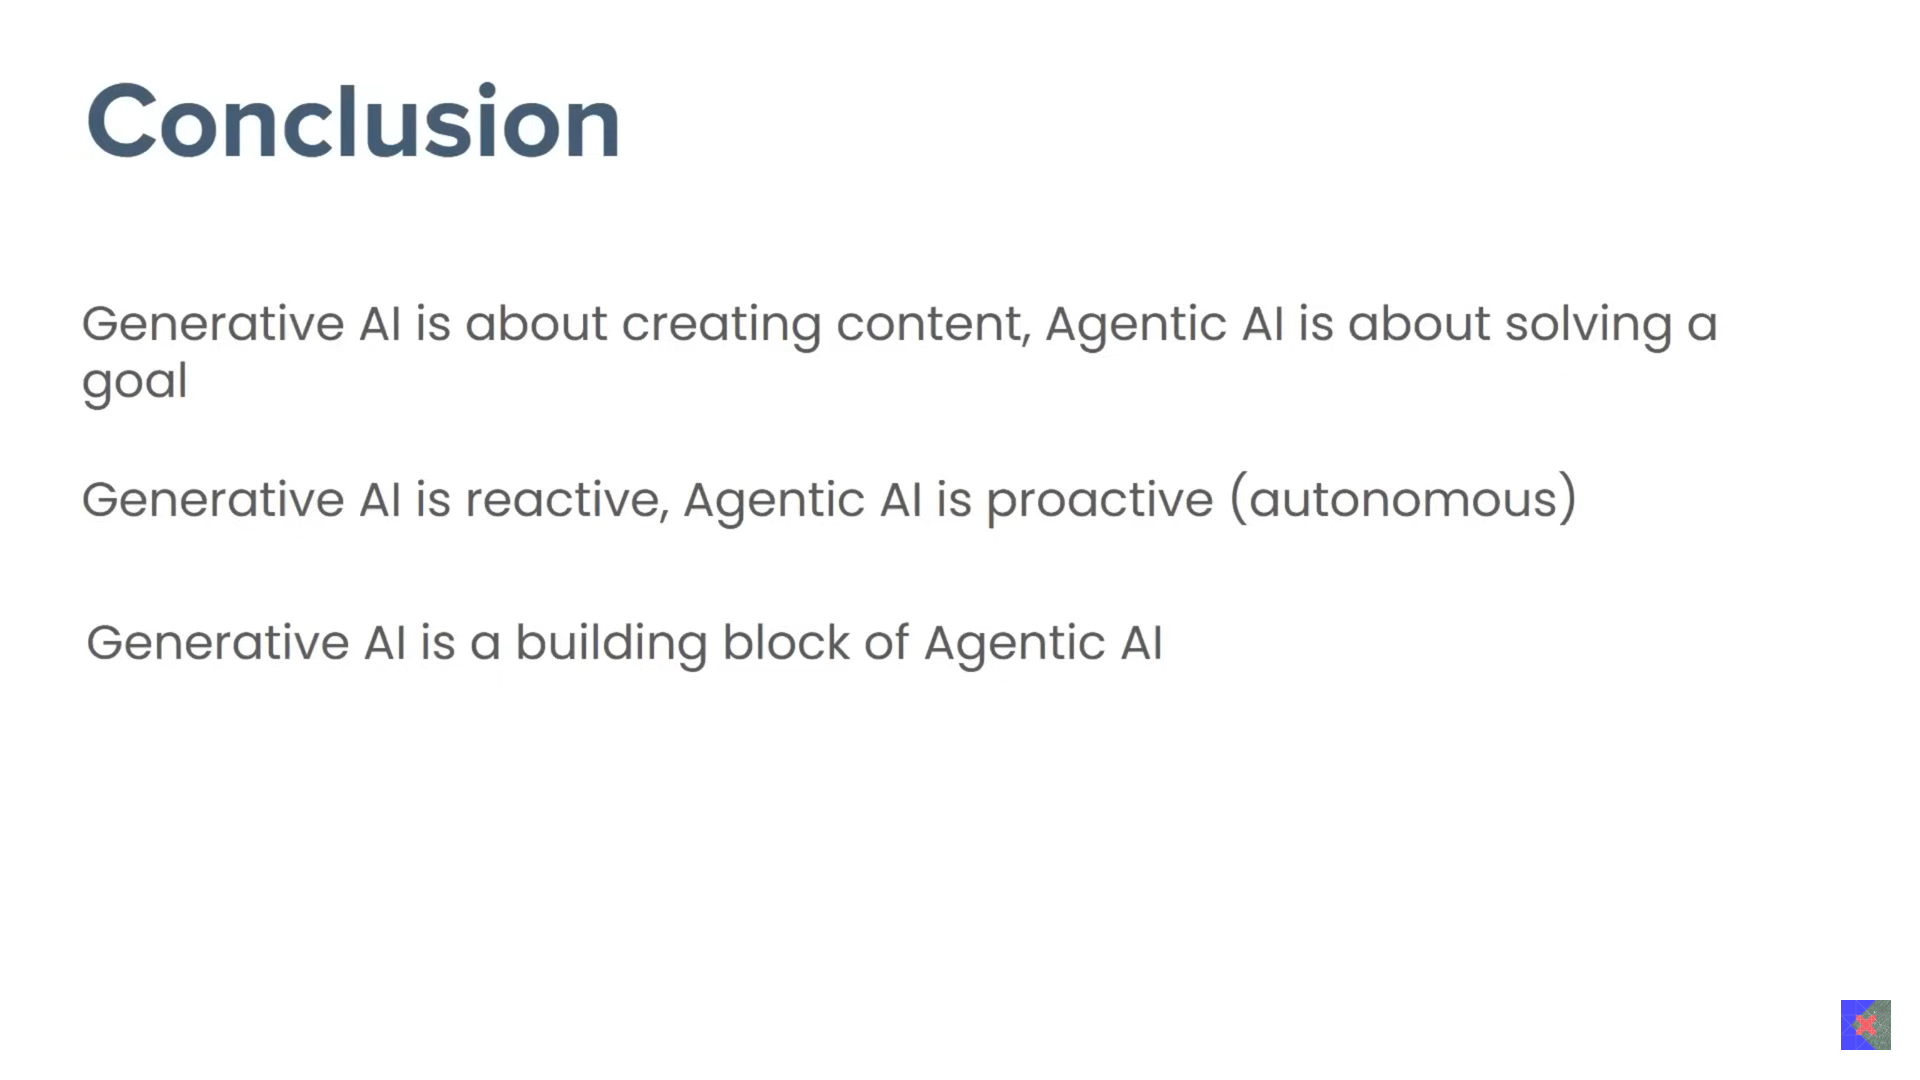 Conclusion
Generative AI is about creating content, Agentic AI is about solving a
goal
Generative AI is reactive, Agentic AI is proactive (autonomous)
Generative AI is a building block of Agentic AI